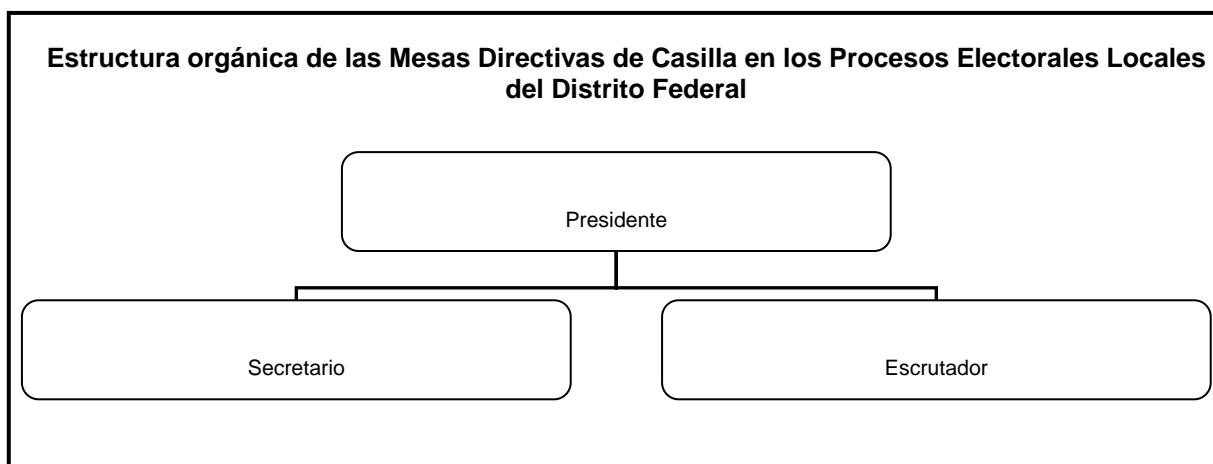 Estructura orgánica de las Mesas Directivas de Casilla en los Procesos Electorales Locales
del Distrito Federal
Presidente
Secretario
Escrutador